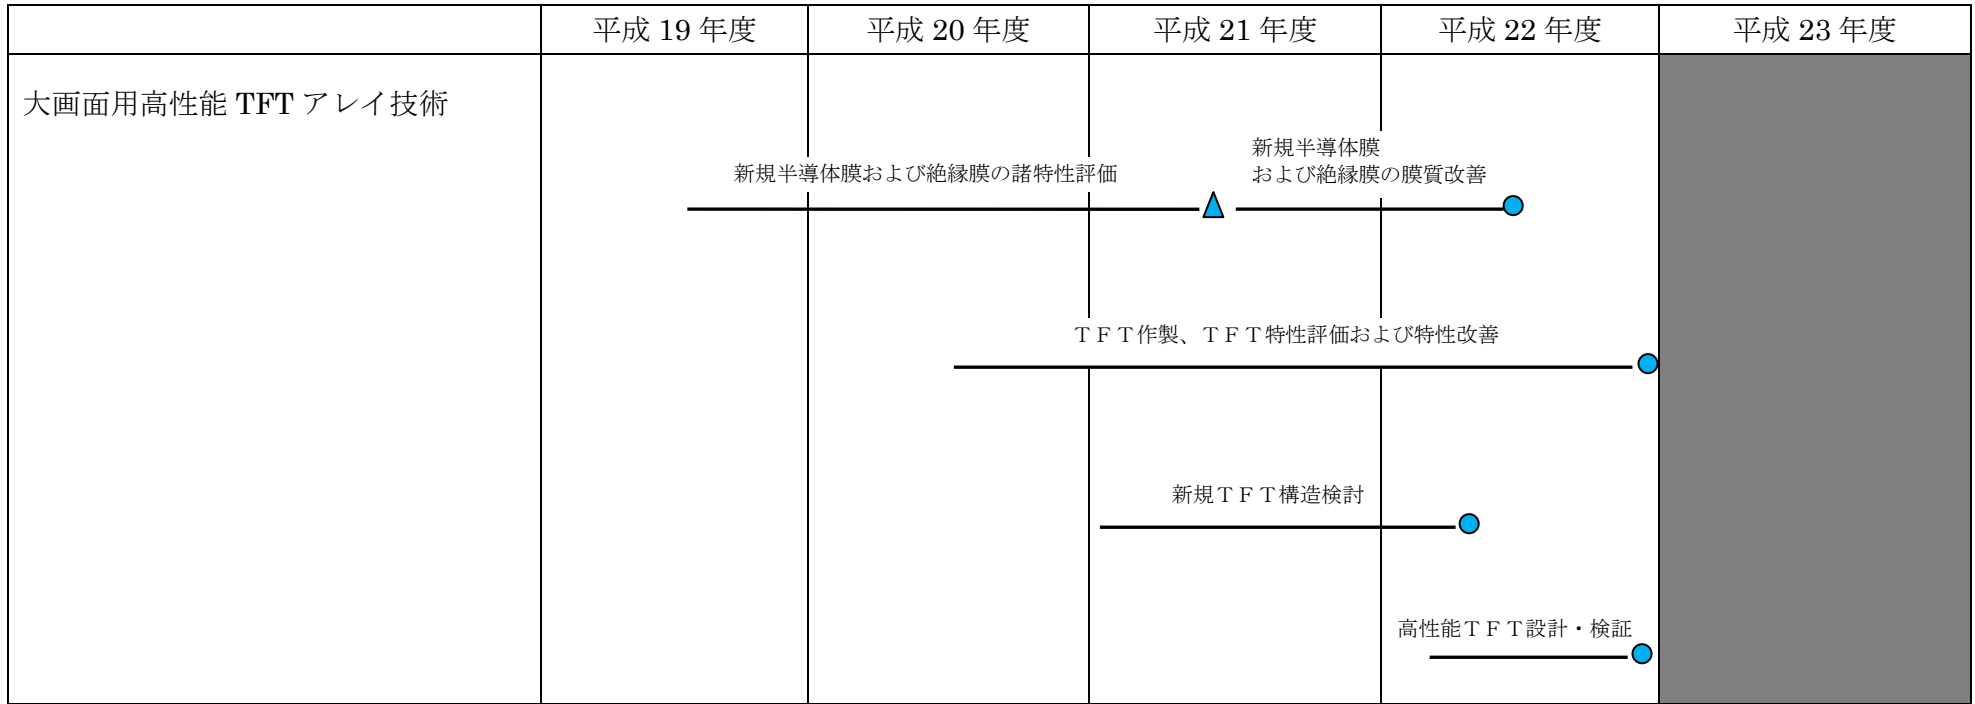 平成 19 年度 平成 20 年度 平成 21 年度 平成 22 年度 平成 23 年度
大画面用高性能 TFT アレイ技術
新規半導体膜および絶縁膜の諸特性評価
新規半導体膜
および絶縁膜の膜質改善
ＴＦＴ作製、ＴＦＴ特性評価および特性改善
新規ＴＦＴ構造検討
高性能ＴＦＴ設計・検証